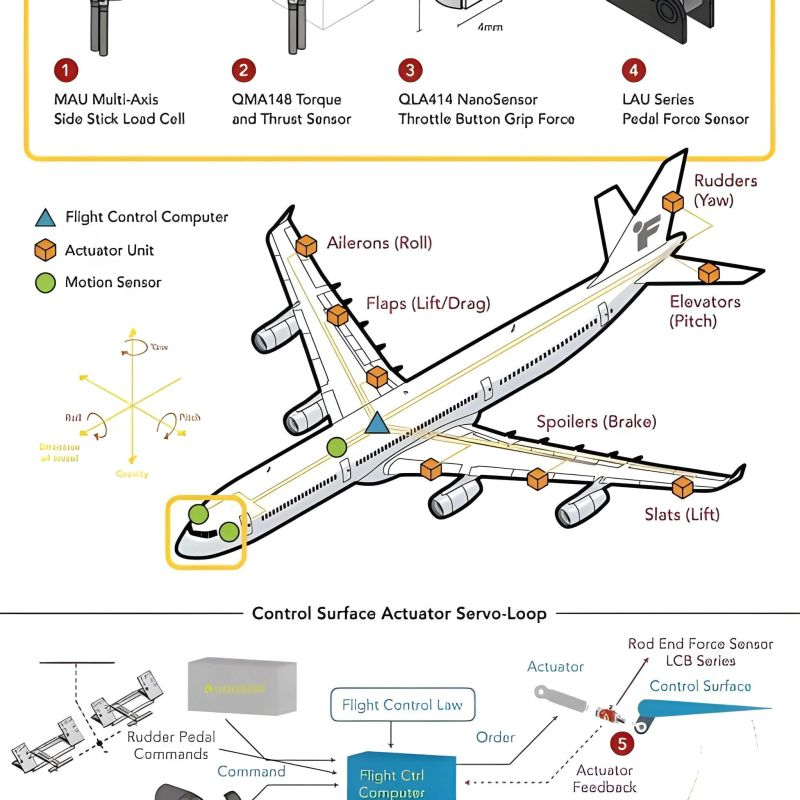 4mm
1
2
3
4
MAU Multi-Axis
Side Stick Load Cell
QMA148 Torque
and Thrust Sensor
QLA414 NanoSensor
Throttle Button Grip Force
LAU Series
Pedal Force Sensor
Flight Control Computer
Actuator Unit
Motion Sensor
Rudders
(Yaw)
Ailerons (Roll)
Flaps (Lift/Drag)
Elevators
(Pitch)
Yaw
Roll
Pitch
Gravity
Spoilers (Brake)
Slats (Lift)
Control Surface Actuator Servo-Loop
Rod End Force Sensor
LCB Series
Actuator
Control Surface
Flight Control Law
Rudder Pedal
Commands
Order
Command
5
Flight Ctrl
Computer
Actuator
Feedback